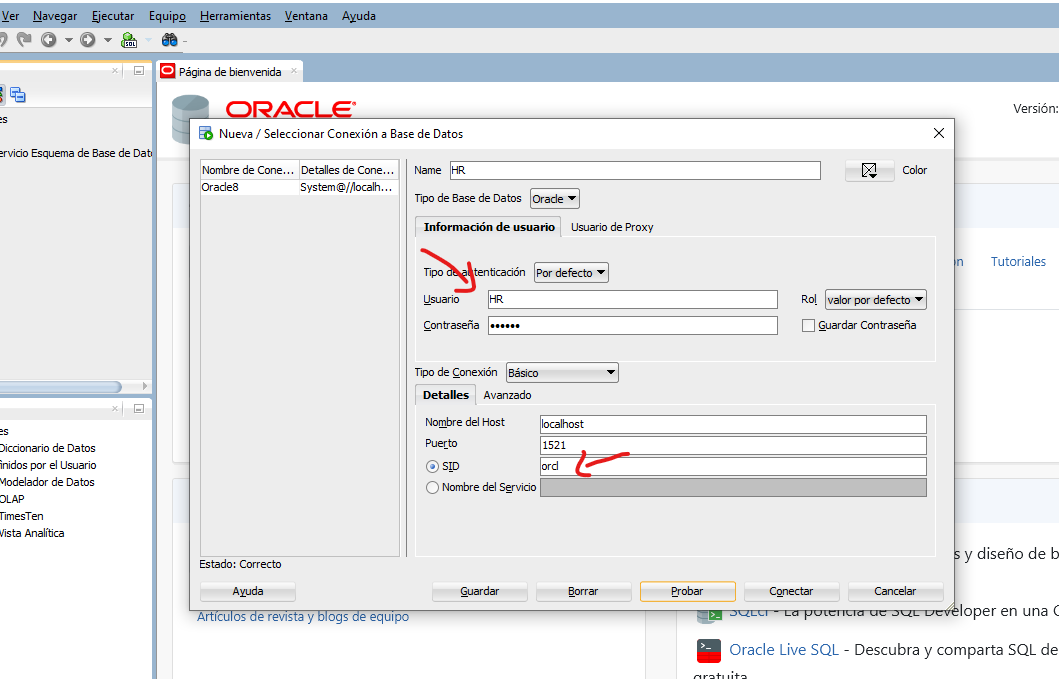 Ver Navegar Ejecutar Equipo Herramientas Ventana Ayuda
SQL
Página de bienvenida
ORACLE
Versión:
es
ervicio Esquema de Base de Dato
Nueva / Seleccionar Conexión a Base de Datos
Nombre de Cone... Detalles de Cone...
Oracle8 System@//localh...
Name HR Color
Tipo de Base de Datos Oracle
Información de usuario Usuario de Proxy
Tipo de autenticación Por defecto
Usuario HR Rol valor por defecto
Contraseña •••••• Guardar Contraseña
Tipo de Conexión Básico
Detalles Avanzado
Nombre del Host localhost
Puerto 1521
SID orcl
Nombre del Servicio
Estado: Correcto
Ayuda Guardar Borrar Probar Conectar Cancelar
ón Tutoriales
es
Diccionario de Datos
finidos por el Usuario
Modelador de Datos
OLAP
TimesTen
Vista Analítica
Artículos de revista y blogs de equipo
s y diseño de b
SQLcl - La potencia de SQL Developer en una
Oracle Live SQL - Descubra y comparta SQL de
gratuita